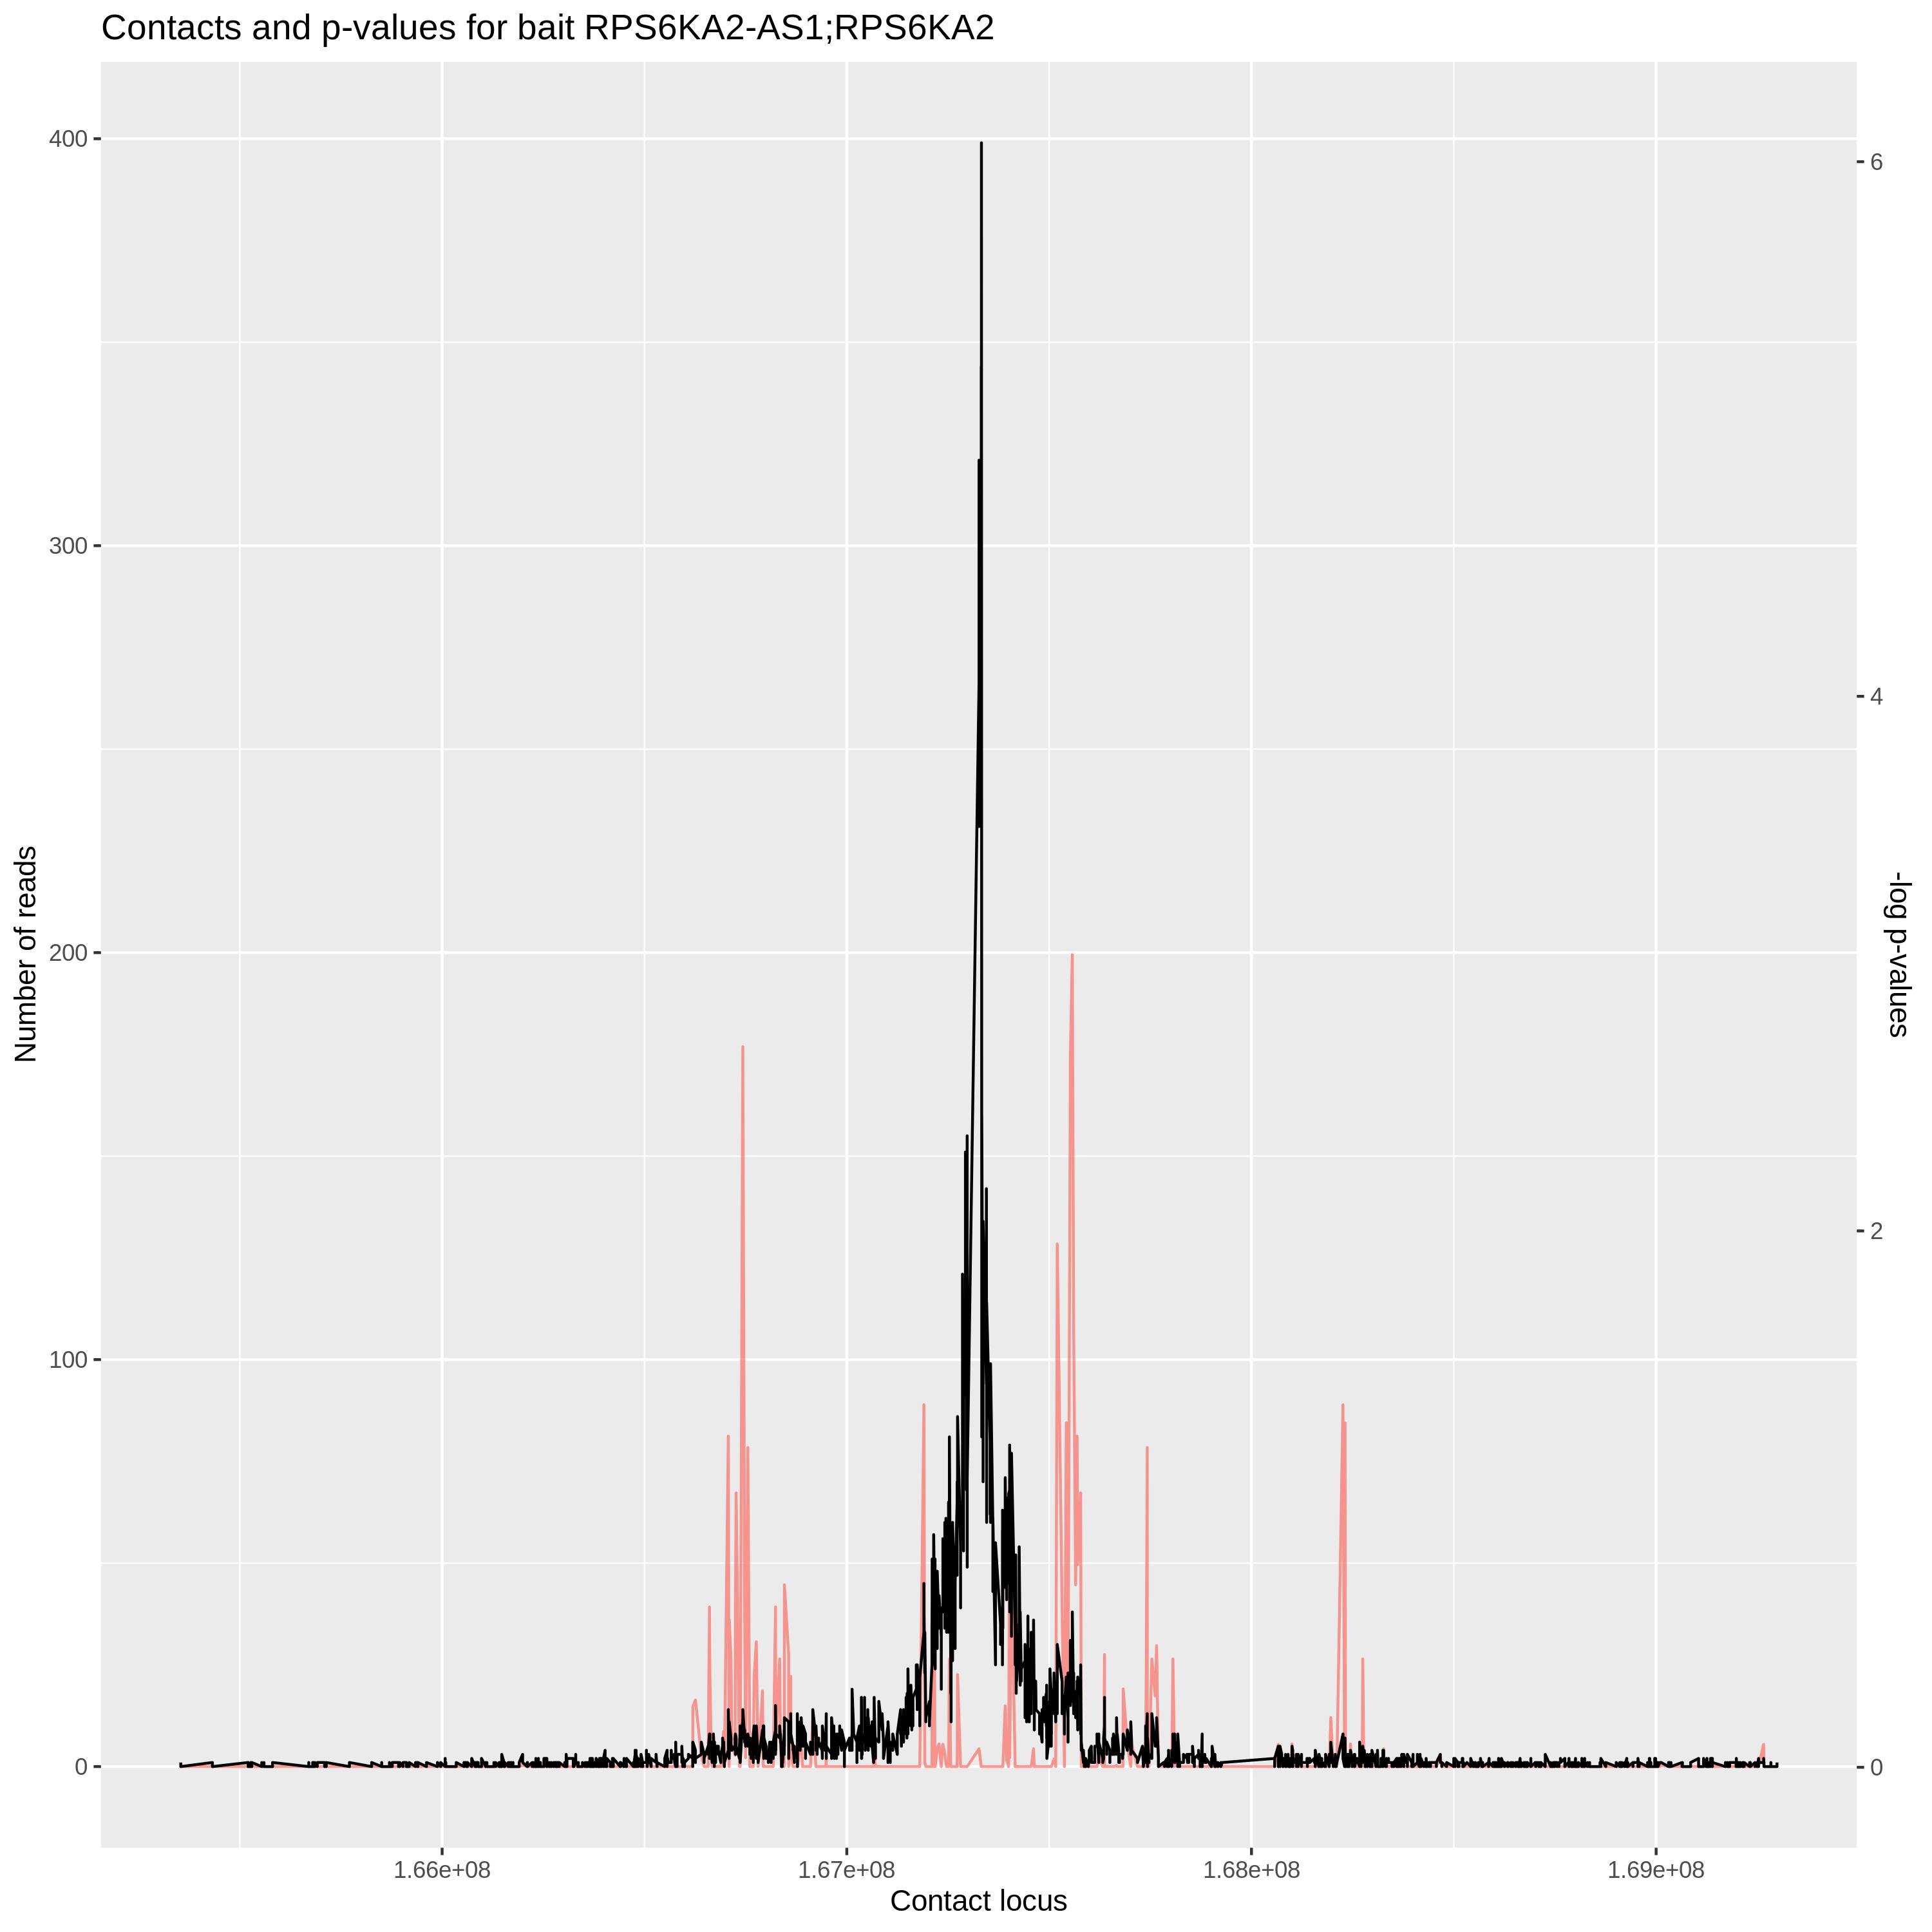 Contacts and p-values for bait RPS6KA2-AS1;RPS6KA2
400
300
200
100
0
6
4
2
0
Number of reads
-log p-values
1.66e+08 1.67e+08 1.68e+08 1.69e+08
Contact locus